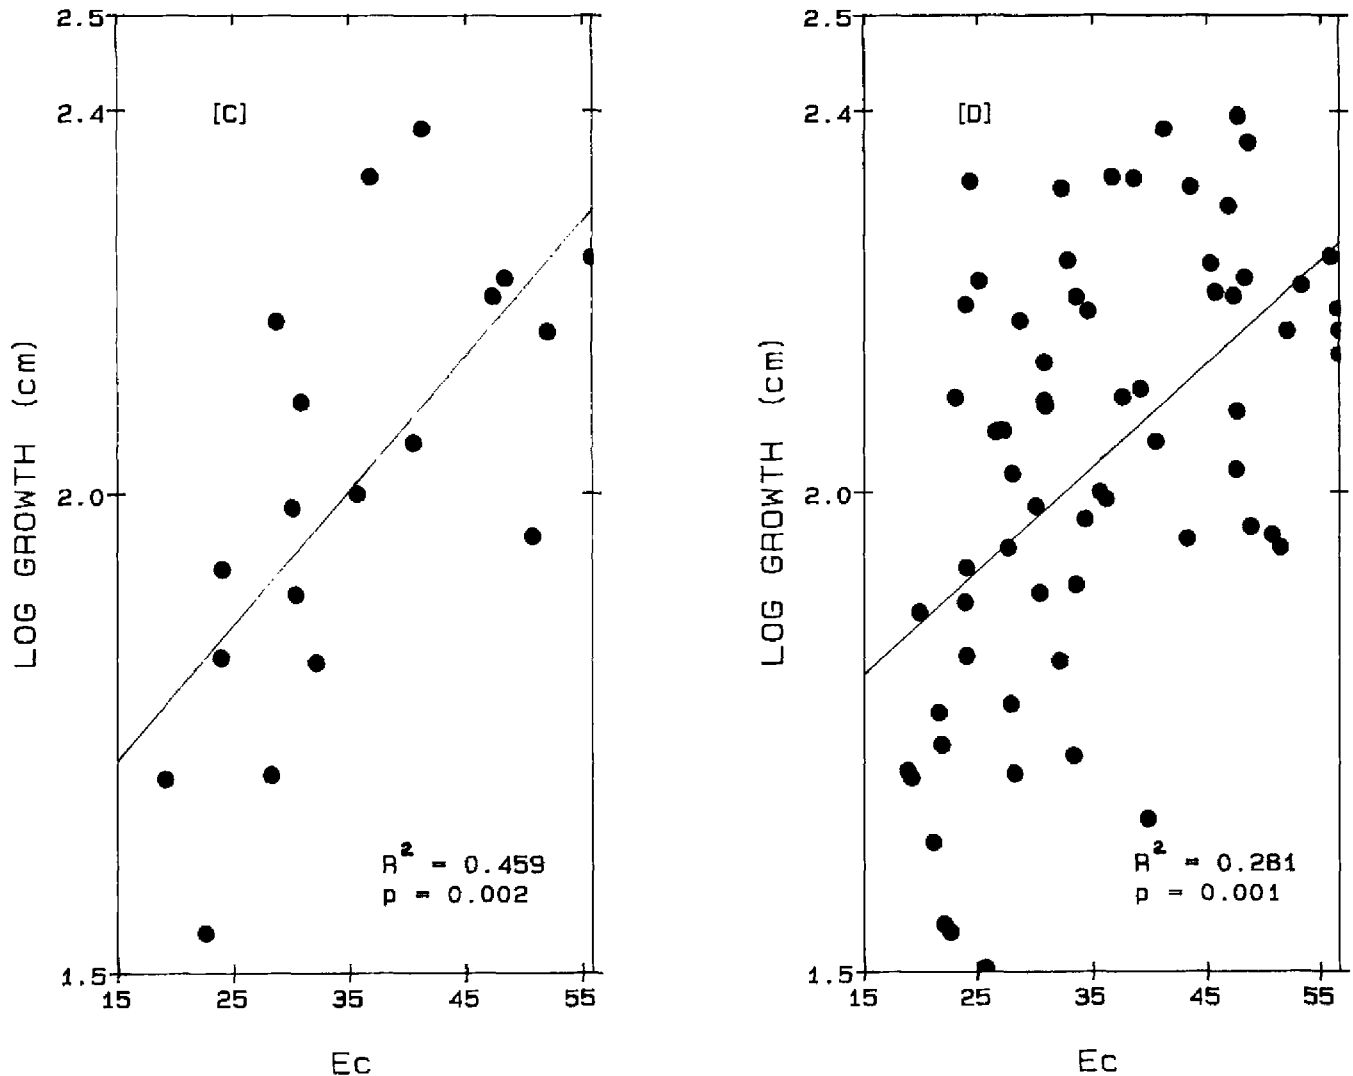 2.5
2.4
[C]
LOG GROWTH (cm)
2.0
R² = 0.459
p = 0.002
1.5
15 25 35 45 55
Ec
2.5
2.4
[D]
LOG GROWTH (cm)
2.0
R² = 0.281
p = 0.001
1.5
15 25 35 45 55
Ec